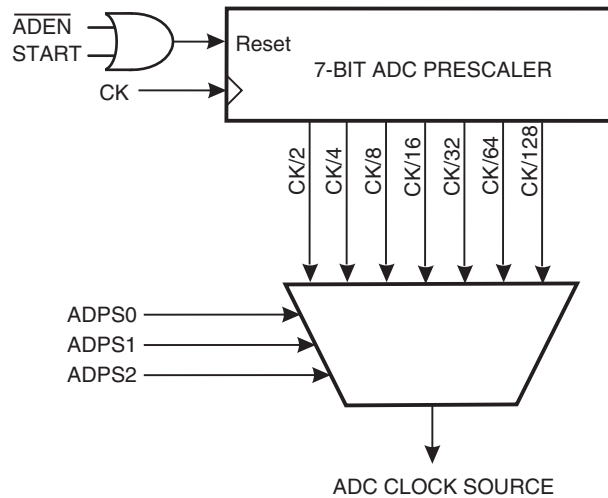 ADEN
START
Reset
7-BIT ADC PRESCALER
CK
CK/2
CK/4
CK/8
CK/16
CK/32
CK/64
CK/128
ADPS0
ADPS1
ADPS2
ADC CLOCK SOURCE